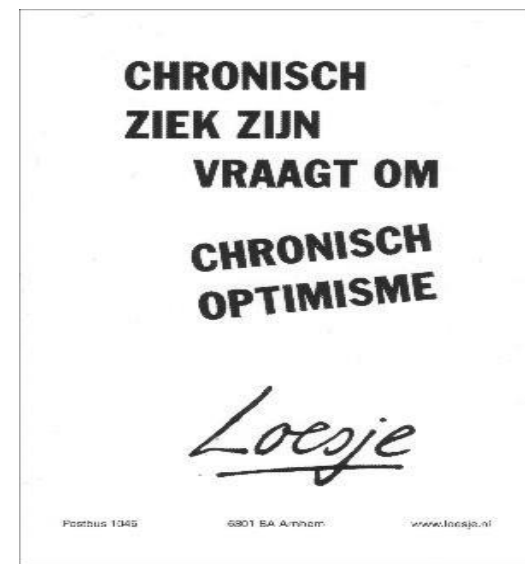 CHRONISCH
ZIEK ZIJN
VRAAGT OM
CHRONISCH
OPTIMISME
Loesje
Postbus 1045 6801 BA Arnhem www.loesje.nl